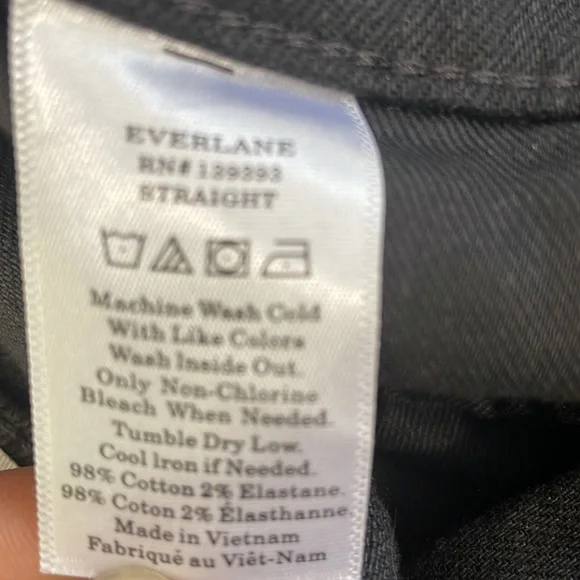 EVERLANE
RN# 139393
STRAIGHT
Machine Wash Cold
With Like Colors
Wash Inside Out.
Only Non-Chlorine
Bleach When Needed.
Tumble Dry Low.
Cool Iron if Needed.
98% Cotton 2% Elastane.
98% Coton 2% Élasthanne.
Made in Vietnam
Fabriqué au Viêt-Nam